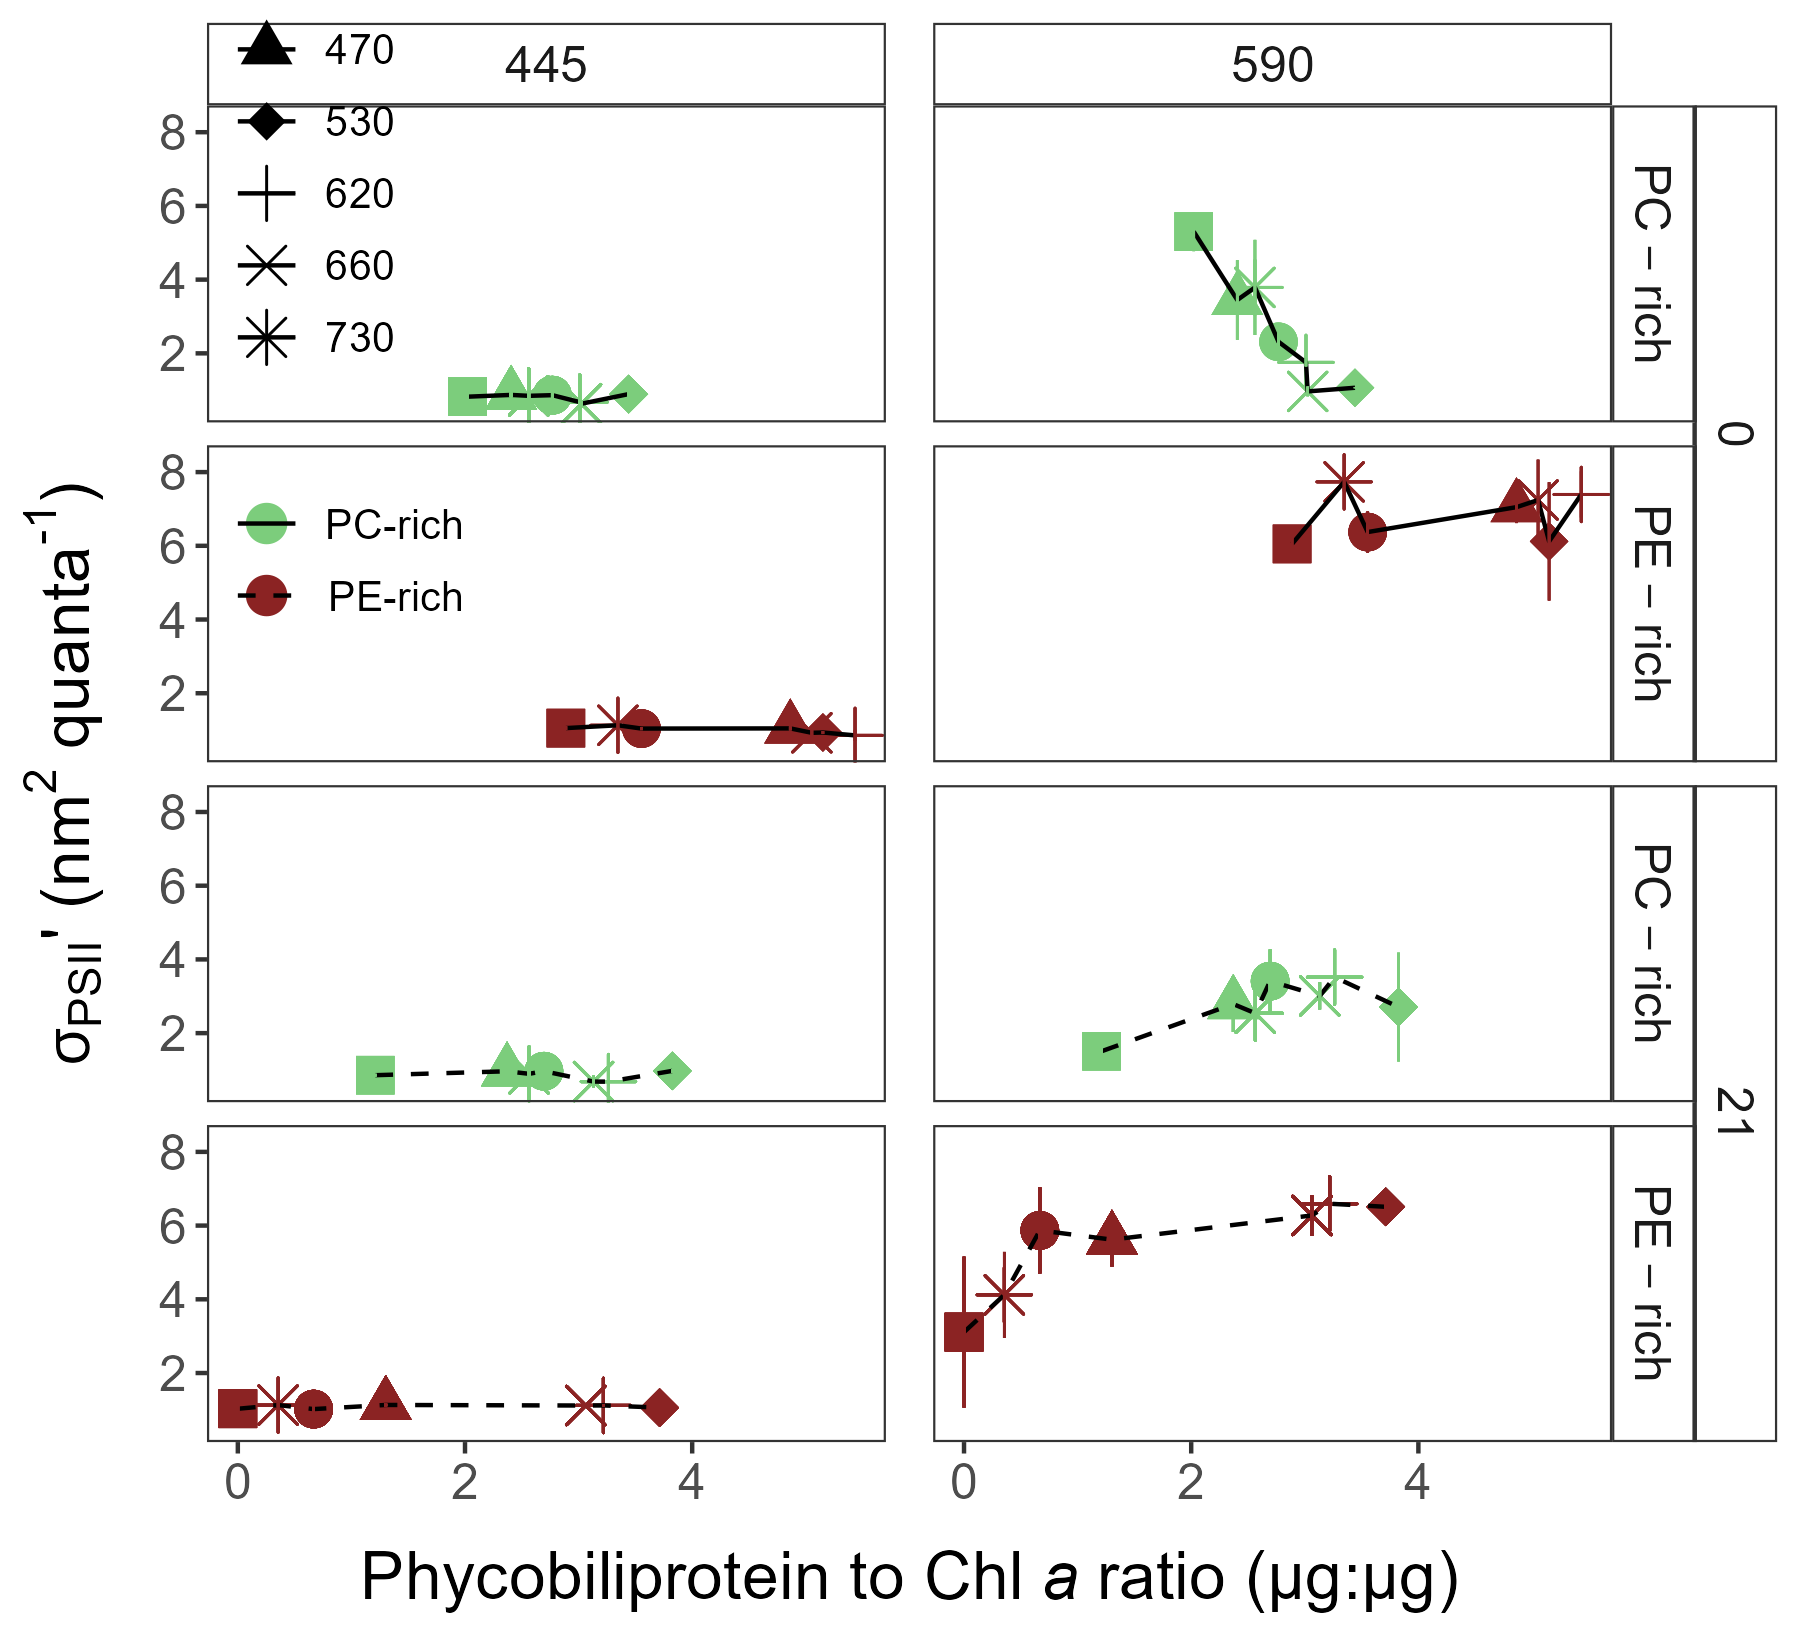 470
445
590
530
620
660
730
8
6
4
2
PC – rich
0
PC-rich
PE-rich
8
6
4
2
PE – rich
σPSII' (nm2 quanta-1)
8
6
4
2
PC – rich
21
8
6
4
2
PE – rich
0 2 4
0 2 4
Phycobiliprotein to Chl a ratio (µg:µg)